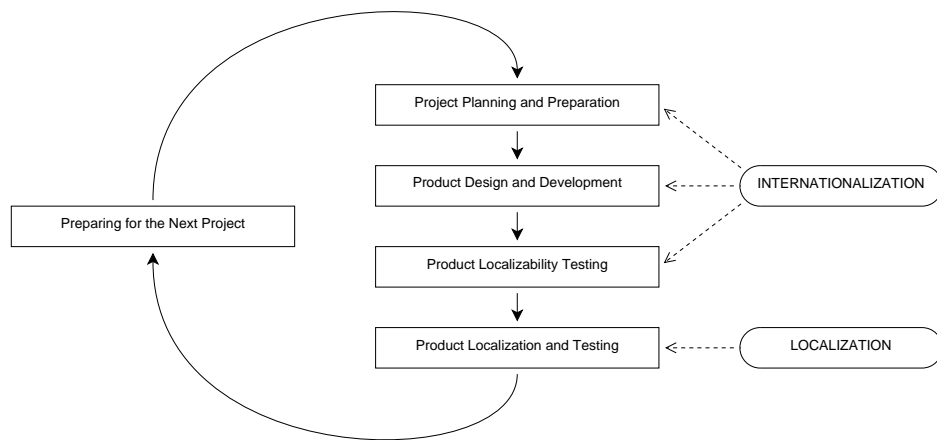 Project Planning and Preparation
Product Design and Development
INTERNATIONALIZATION
Preparing for the Next Project
Product Localizability Testing
Product Localization and Testing
LOCALIZATION